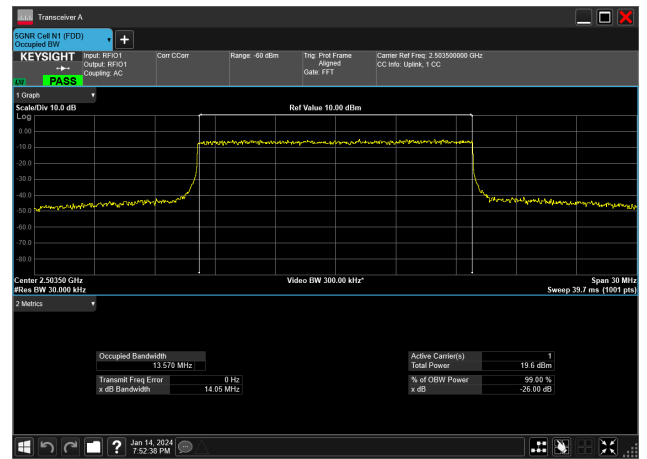 Transceiver A
5GNR Cell N1 (FDD)
Occupied BW
KEYSIGHT
LW PASS
Input: RFIO1
Output: RFIO1
Coupling: AC
Corr CCorr
Range: -60 dBm
Trig: Prot Frame
Aligned
Gate: FFT
Carrier Ref Freq: 2.503500000 GHz
CC Info: Uplink, 1 CC
1 Graph
Scale/Div 10.0 dB
Ref Value 10.00 dBm
Log
0.00
-10.0
-20.0
-30.0
-40.0
-50.0
-60.0
-70.0
-80.0
Center 2.50350 GHz
Video BW 300.00 kHz*
Span 30 MHz
#Res BW 30.000 kHz
Sweep 39.7 ms (1001 pts)
2 Metrics
Occupied Bandwidth
13.570 MHz
Active Carrier(s) 1
Total Power 19.6 dBm
Transmit Freq Error 0 Hz
x dB Bandwidth 14.05 MHz
% of OBW Power 99.00 %
x dB -26.00 dB
Jan 14, 2024
7:52:38 PM